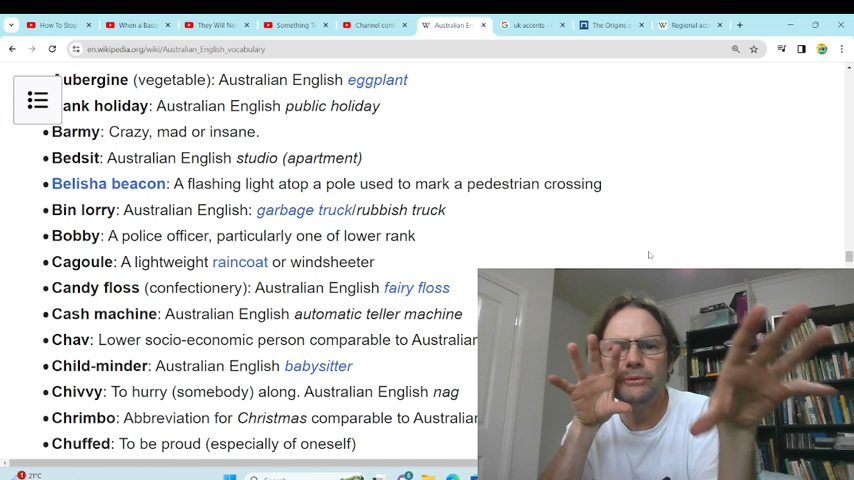 How To Stop
When a Bas
They Will Ne
Something Te
Channel con
Australian En
uk accents -
The Origins o
Regional acc
en.wikipedia.org/wiki/Australian_English_vocabulary
ubergine (vegetable): Australian English eggplant
ank holiday: Australian English public holiday
Barmy: Crazy, mad or insane.
Bedsit: Australian English studio (apartment)
Belisha beacon: A flashing light atop a pole used to mark a pedestrian crossing
Bin lorry: Australian English: garbage truck/rubbish truck
Bobby: A police officer, particularly one of lower rank
Cagoule: A lightweight raincoat or windsheeter
Candy floss (confectionery): Australian English fairy floss
Cash machine: Australian English automatic teller machine
Chav: Lower socio-economic person comparable to Australian
Child-minder: Australian English babysitter
Chivvy: To hurry (somebody) along. Australian English nag
Chrimbo: Abbreviation for Christmas comparable to Australian
Chuffed: To be proud (especially of oneself)
21°C
Search